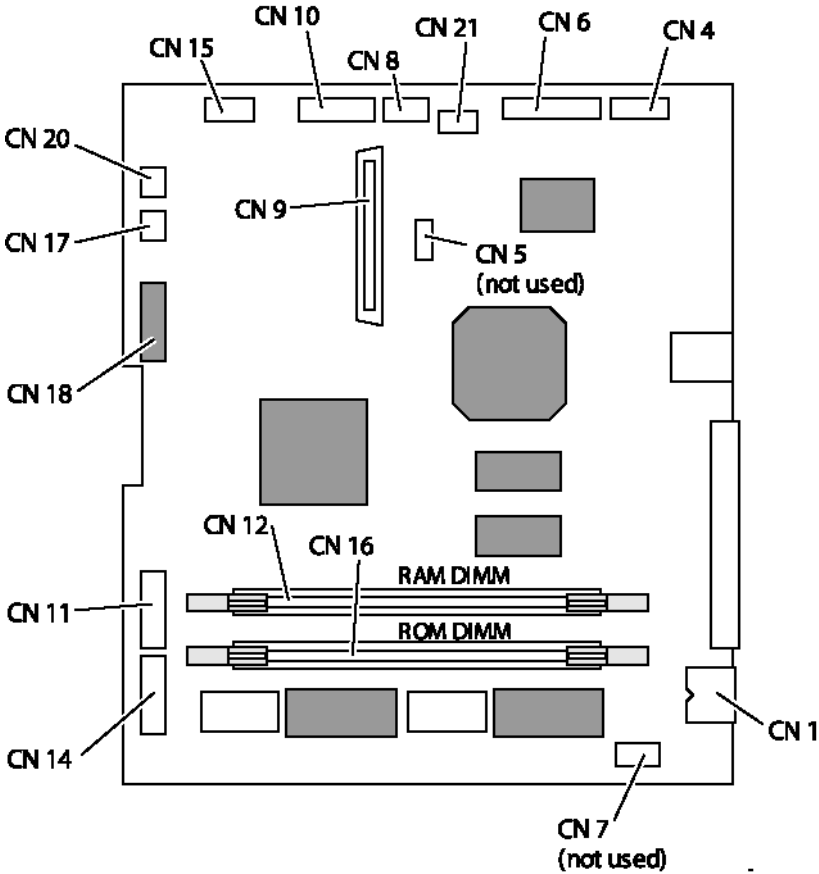 CN 10
CN 21
CN 6
CN 4
CN 15
CN 8
CN 20
CN 9
CN 17
CN 5
(not used)
CN 18
CN 12
CN 16
RAM DIMM
CN 11
ROM DIMM
CN 1
CN 14
CN 7
(not used)